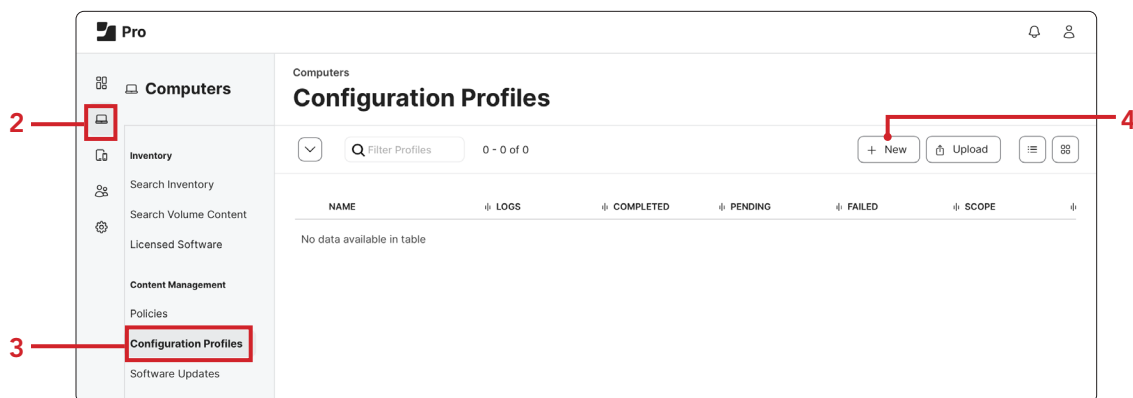 Pro
Computers
Computers
Configuration Profiles
2
4
Inventory
Filter Profiles
0 - 0 of 0
New
Upload
Search Inventory
Search Volume Content
NAME
LOGS
COMPLETED
PENDING
FAILED
SCOPE
Licensed Software
No data available in table
Content Management
Policies
3
Configuration Profiles
Software Updates